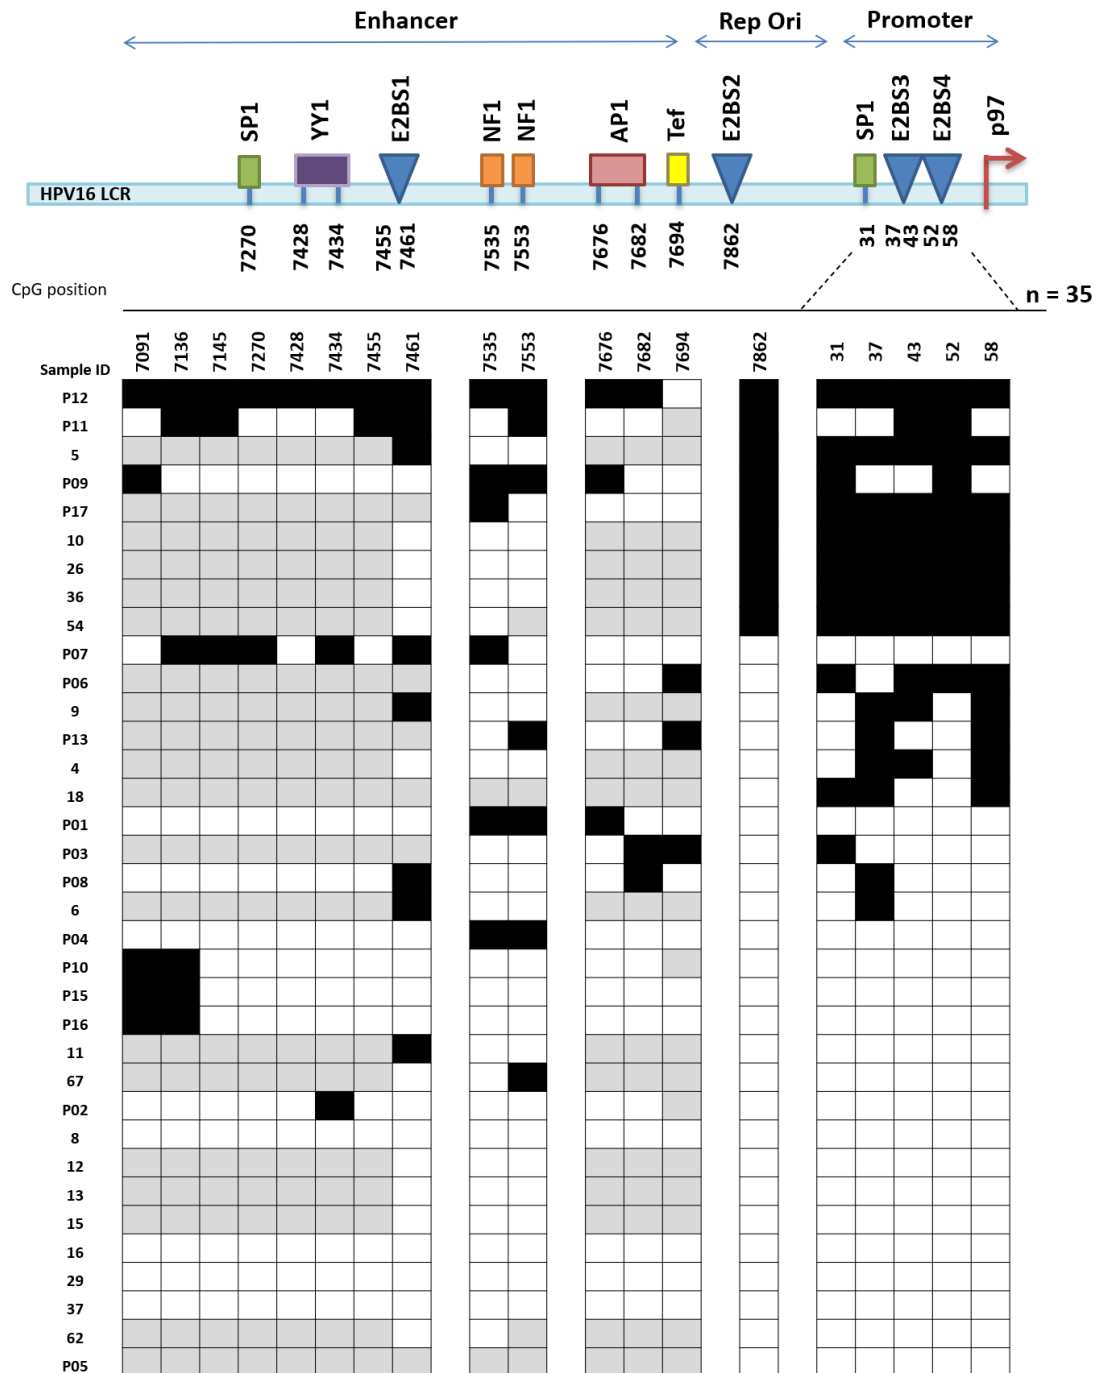 Enhancer Rep Ori Promoter
SP1 YY1 E2BS1 NF1 NF1 AP1 Tef E2BS2 SP1 E2BS3 E2BS4 p97
HPV16 LCR
7270 7428 7434 7455 7461 7535 7553 7676 7682 7694 7862 31 37 43 52 58
CpG position
n = 35
Sample ID 7091 7136 7145 7270 7428 7434 7455 7461 7535 7553 7676 7682 7694 7862 31 37 43 52 58
P12
P11
5
P09
P17
10
26
36
54
P07
P06
9
P13
4
18
P01
P03
P08
6
P04
P10
P15
P16
11
67
P02
8
12
13
15
16
29
37
62
P05